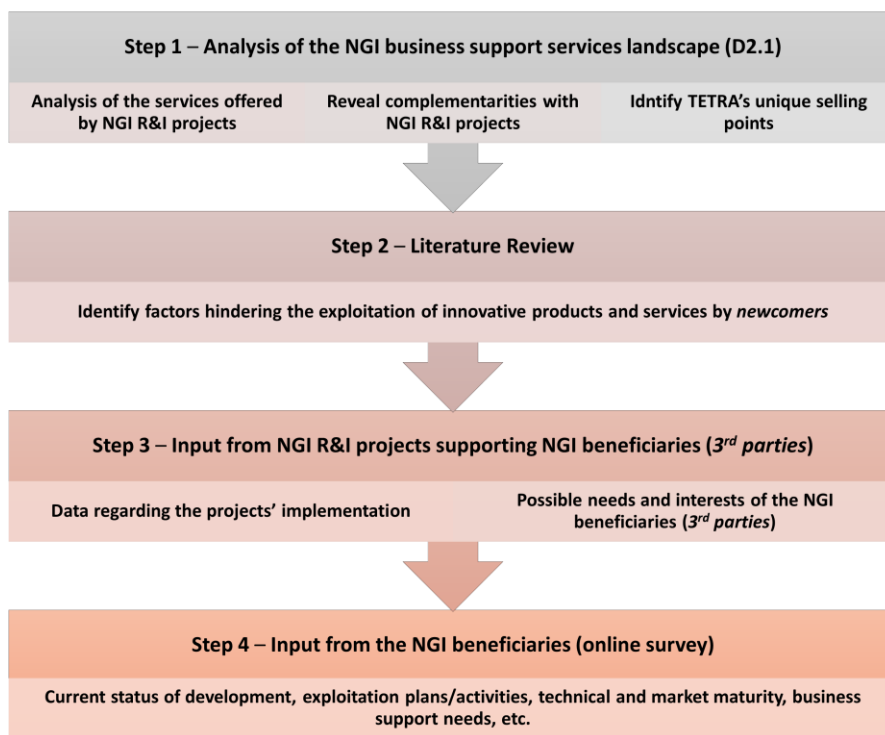 Step 1 – Analysis of the NGI business support services landscape (D2.1)
Analysis of the services offered
by NGI R&I projects
Reveal complementarities with
NGI R&I projects
Idntify TETRA's unique selling
points
Step 2 – Literature Review
Identify factors hindering the exploitation of innovative products and services by newcomers
Step 3 – Input from NGI R&I projects supporting NGI beneficiaries (3rd parties)
Data regarding the projects' implementation
Possible needs and interests of the NGI
beneficiaries (3rd parties)
Step 4 – Input from the NGI beneficiaries (online survey)
Current status of development, exploitation plans/activities, technical and market maturity, business
support needs, etc.